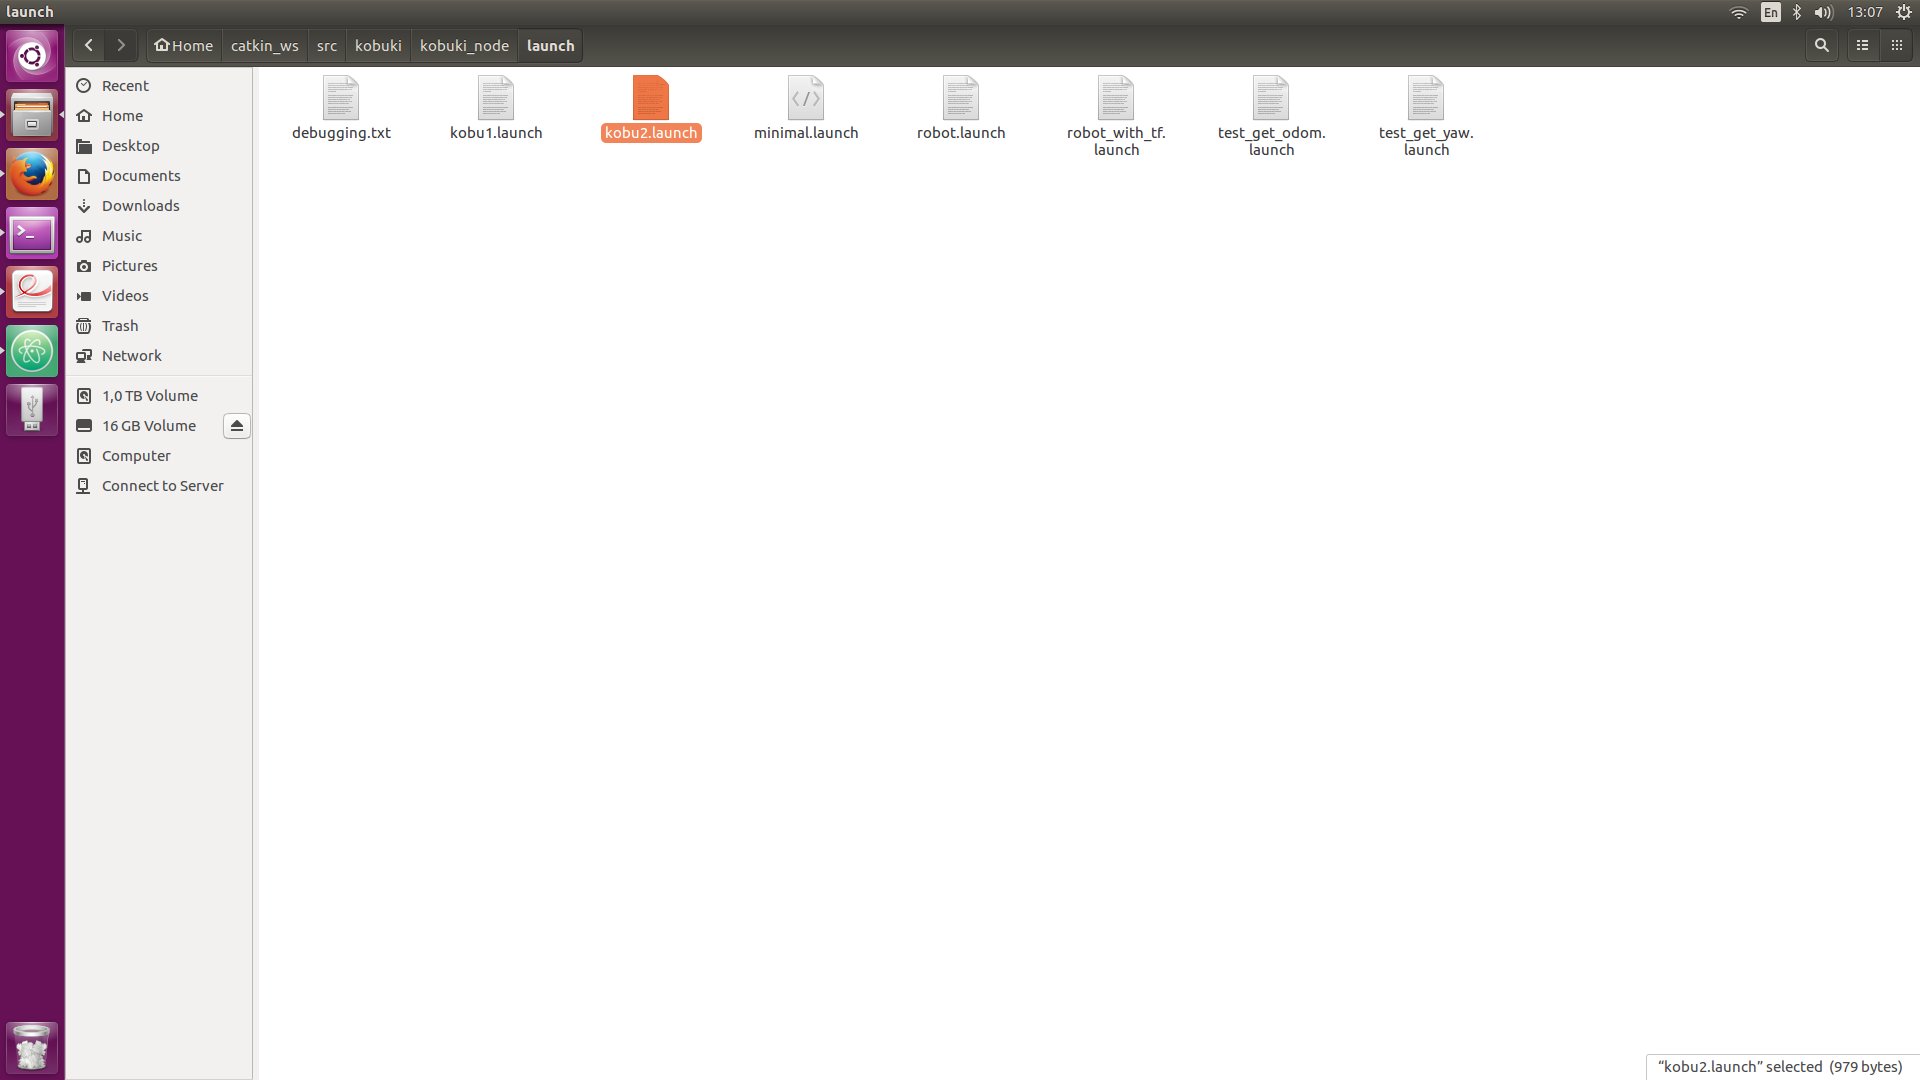 launch
En
13:07
Home
catkin_ws
src
kobuki
kobuki_node
launch
Recent
Home
Desktop
Documents
Downloads
Music
Pictures
Videos
Trash
Network
1,0 TB Volume
16 GB Volume
Computer
Connect to Server
debugging.txt
kobu1.launch
kobu2.launch
minimal.launch
robot.launch
robot_with_tf.
launch
test_get_odom.
launch
test_get_yaw.
launch
“kobu2.launch” selected (979 bytes)